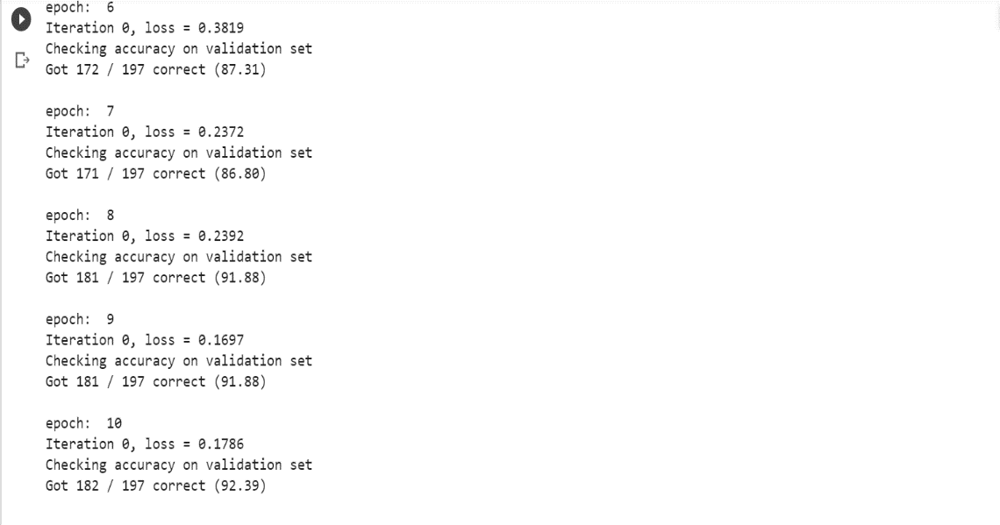 epoch:  6
Iteration 0, loss = 0.3819
Checking accuracy on validation set
Got 172 / 197 correct (87.31)
epoch:  7
Iteration 0, loss = 0.2372
Checking accuracy on validation set
Got 171 / 197 correct (86.80)
epoch:  8
Iteration 0, loss = 0.2392
Checking accuracy on validation set
Got 181 / 197 correct (91.88)
epoch:  9
Iteration 0, loss = 0.1697
Checking accuracy on validation set
Got 181 / 197 correct (91.88)
epoch:  10
Iteration 0, loss = 0.1786
Checking accuracy on validation set
Got 182 / 197 correct (92.39)